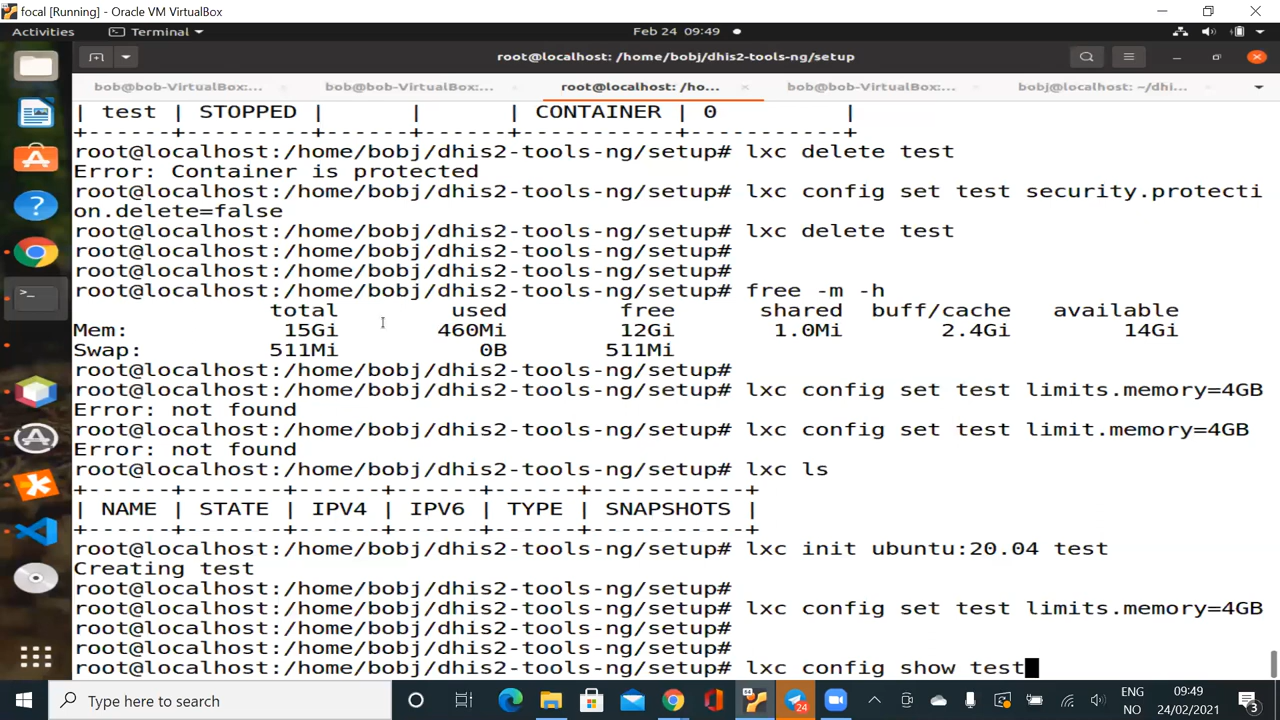 focal [Running] - Oracle VM VirtualBox
Activities Terminal Feb 24 09:49
root@localhost: /home/bobj/dhis2-tools-ng/setup
bob@bob-VirtualBox:... bob@bob-VirtualBox:... root@localhost: /ho... bob@bob-VirtualBox:... bobj@localhost: ~/dhi...
| test | STOPPED |      |      | CONTAINER | 0         |
+------+---------+------+------+-----------+-----------+
root@localhost:/home/bobj/dhis2-tools-ng/setup# lxc delete test
Error: Container is protected
root@localhost:/home/bobj/dhis2-tools-ng/setup# lxc config set test security.protecti
on.delete=false
root@localhost:/home/bobj/dhis2-tools-ng/setup# lxc delete test
root@localhost:/home/bobj/dhis2-tools-ng/setup#
root@localhost:/home/bobj/dhis2-tools-ng/setup#
root@localhost:/home/bobj/dhis2-tools-ng/setup# free -m -h
total used free shared buff/cache available
Mem: 15Gi 460Mi 12Gi 1.0Mi 2.4Gi 14Gi
Swap: 511Mi 0B 511Mi
root@localhost:/home/bobj/dhis2-tools-ng/setup#
root@localhost:/home/bobj/dhis2-tools-ng/setup# lxc config set test limits.memory=4GB
Error: not found
root@localhost:/home/bobj/dhis2-tools-ng/setup# lxc config set test limit.memory=4GB
Error: not found
root@localhost:/home/bobj/dhis2-tools-ng/setup# lxc ls
+------+-------+------+------+------+-----------+
| NAME | STATE | IPV4 | IPV6 | TYPE | SNAPSHOTS |
+------+-------+------+------+------+-----------+
root@localhost:/home/bobj/dhis2-tools-ng/setup# lxc init ubuntu:20.04 test
Creating test
root@localhost:/home/bobj/dhis2-tools-ng/setup#
root@localhost:/home/bobj/dhis2-tools-ng/setup# lxc config set test limits.memory=4GB
root@localhost:/home/bobj/dhis2-tools-ng/setup#
root@localhost:/home/bobj/dhis2-tools-ng/setup#
root@localhost:/home/bobj/dhis2-tools-ng/setup# lxc config show test
Type here to search
24
ENG
NO
09:49
24/02/2021
3